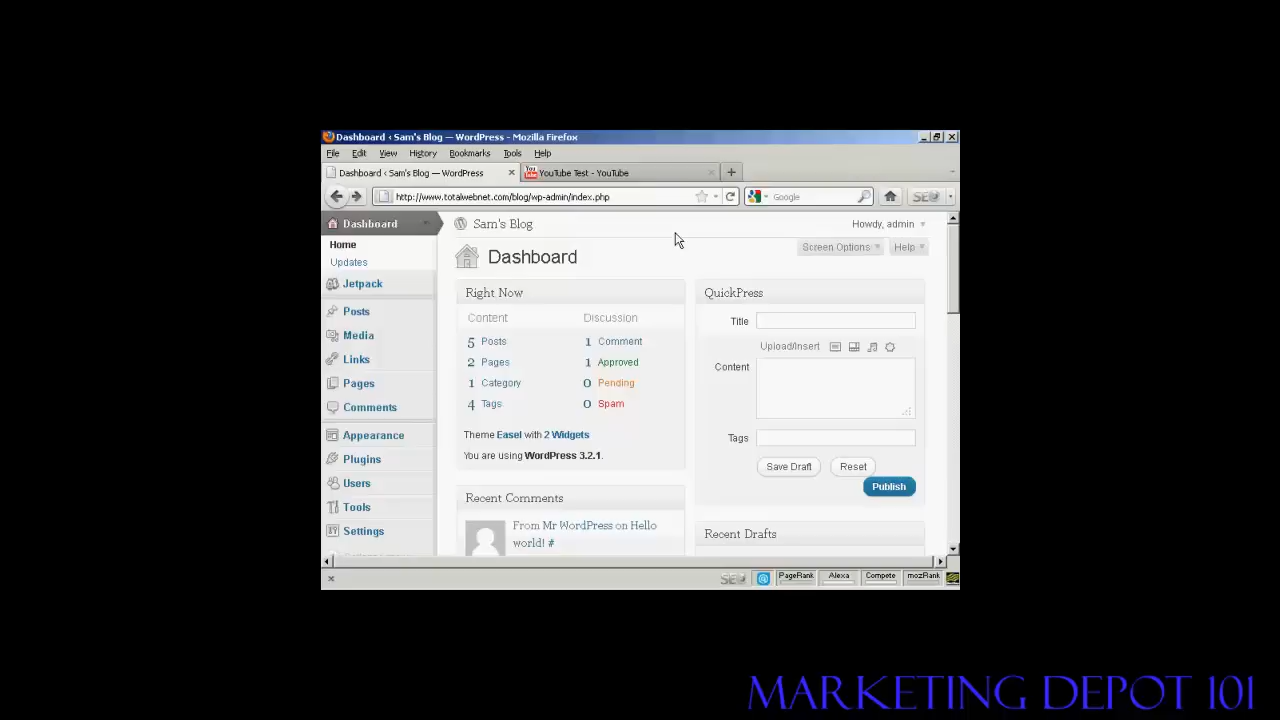 Dashboard ‹ Sam's Blog — WordPress - Mozilla Firefox
File Edit View History Bookmarks Tools Help
Dashboard ‹ Sam's Blog — WordPress
YouTube Test - YouTube
http://www.totalwebnet.com/blog/wp-admin/index.php
Google
SEO
Dashboard
Home
Updates
Jetpack
Posts
Media
Links
Pages
Comments
Appearance
Plugins
Users
Tools
Settings
Sam's Blog
Howdy, admin
Screen Options
Help
Dashboard
Right Now
Content Discussion
5 Posts 1 Comment
2 Pages 1 Approved
1 Category 0 Pending
4 Tags 0 Spam
Theme Easel with 2 Widgets
You are using WordPress 3.2.1.
Recent Comments
From Mr WordPress on Hello
world! #
QuickPress
Title
Upload/Insert
Content
Tags
Save Draft Reset
Publish
Recent Drafts
SEO PageRank Alexa Compete mozRank
MARKETING DEPOT 101